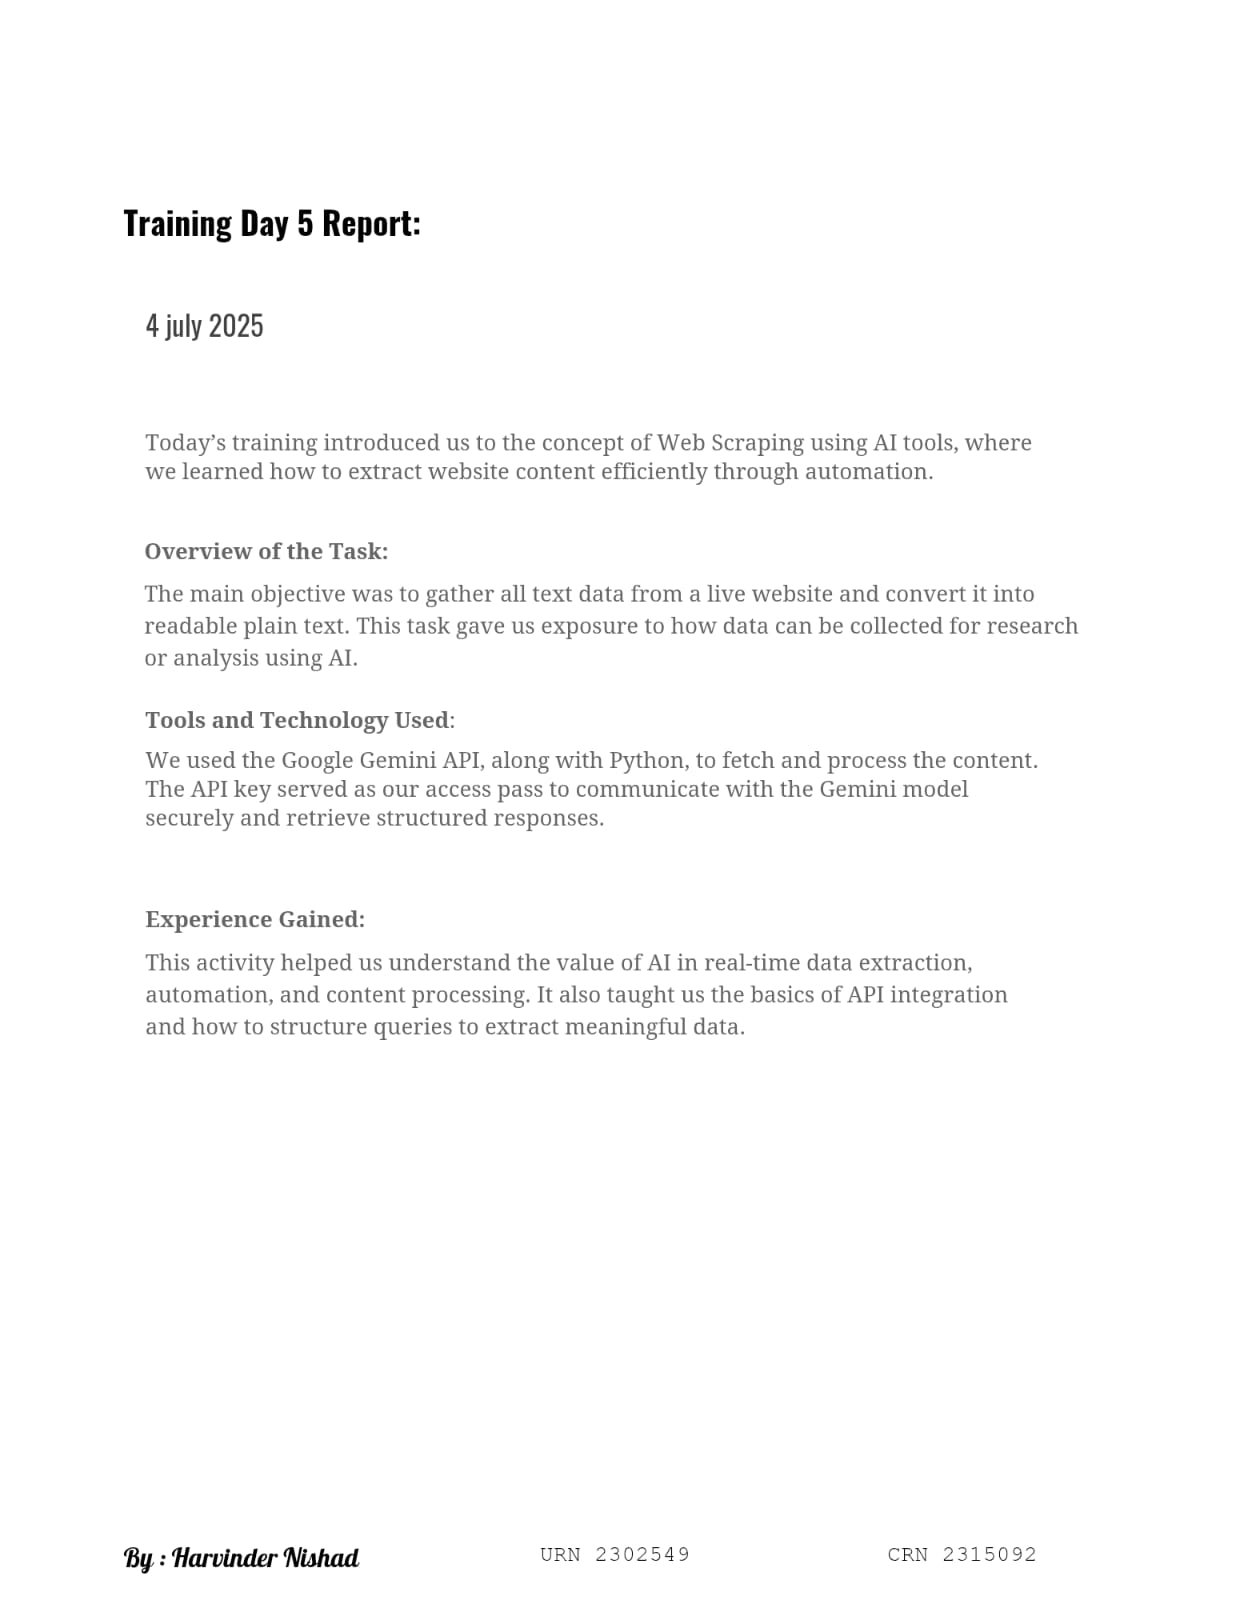 Training Day 5 Report:
4 july 2025
Today’s training introduced us to the concept of Web Scraping using AI tools, where
we learned how to extract website content efficiently through automation.
Overview of the Task:
The main objective was to gather all text data from a live website and convert it into
readable plain text. This task gave us exposure to how data can be collected for research
or analysis using AI.
Tools and Technology Used:
We used the Google Gemini API, along with Python, to fetch and process the content.
The API key served as our access pass to communicate with the Gemini model
securely and retrieve structured responses.
Experience Gained:
This activity helped us understand the value of AI in real-time data extraction,
automation, and content processing. It also taught us the basics of API integration
and how to structure queries to extract meaningful data.
By : Harvinder Nishad URN 2302549 CRN 2315092